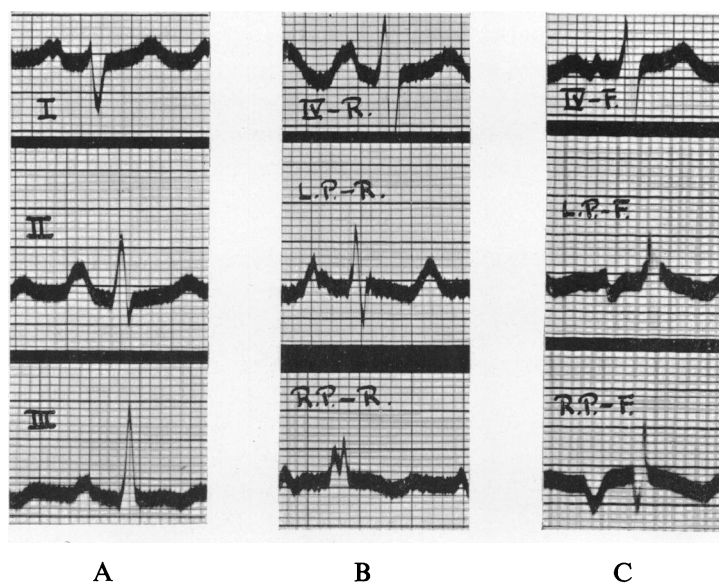 I
II
III
IV-R.
L.P.-R.
R.P.-R.
IV-F.
L.P.-F.
R.P.-F.
A
B
C